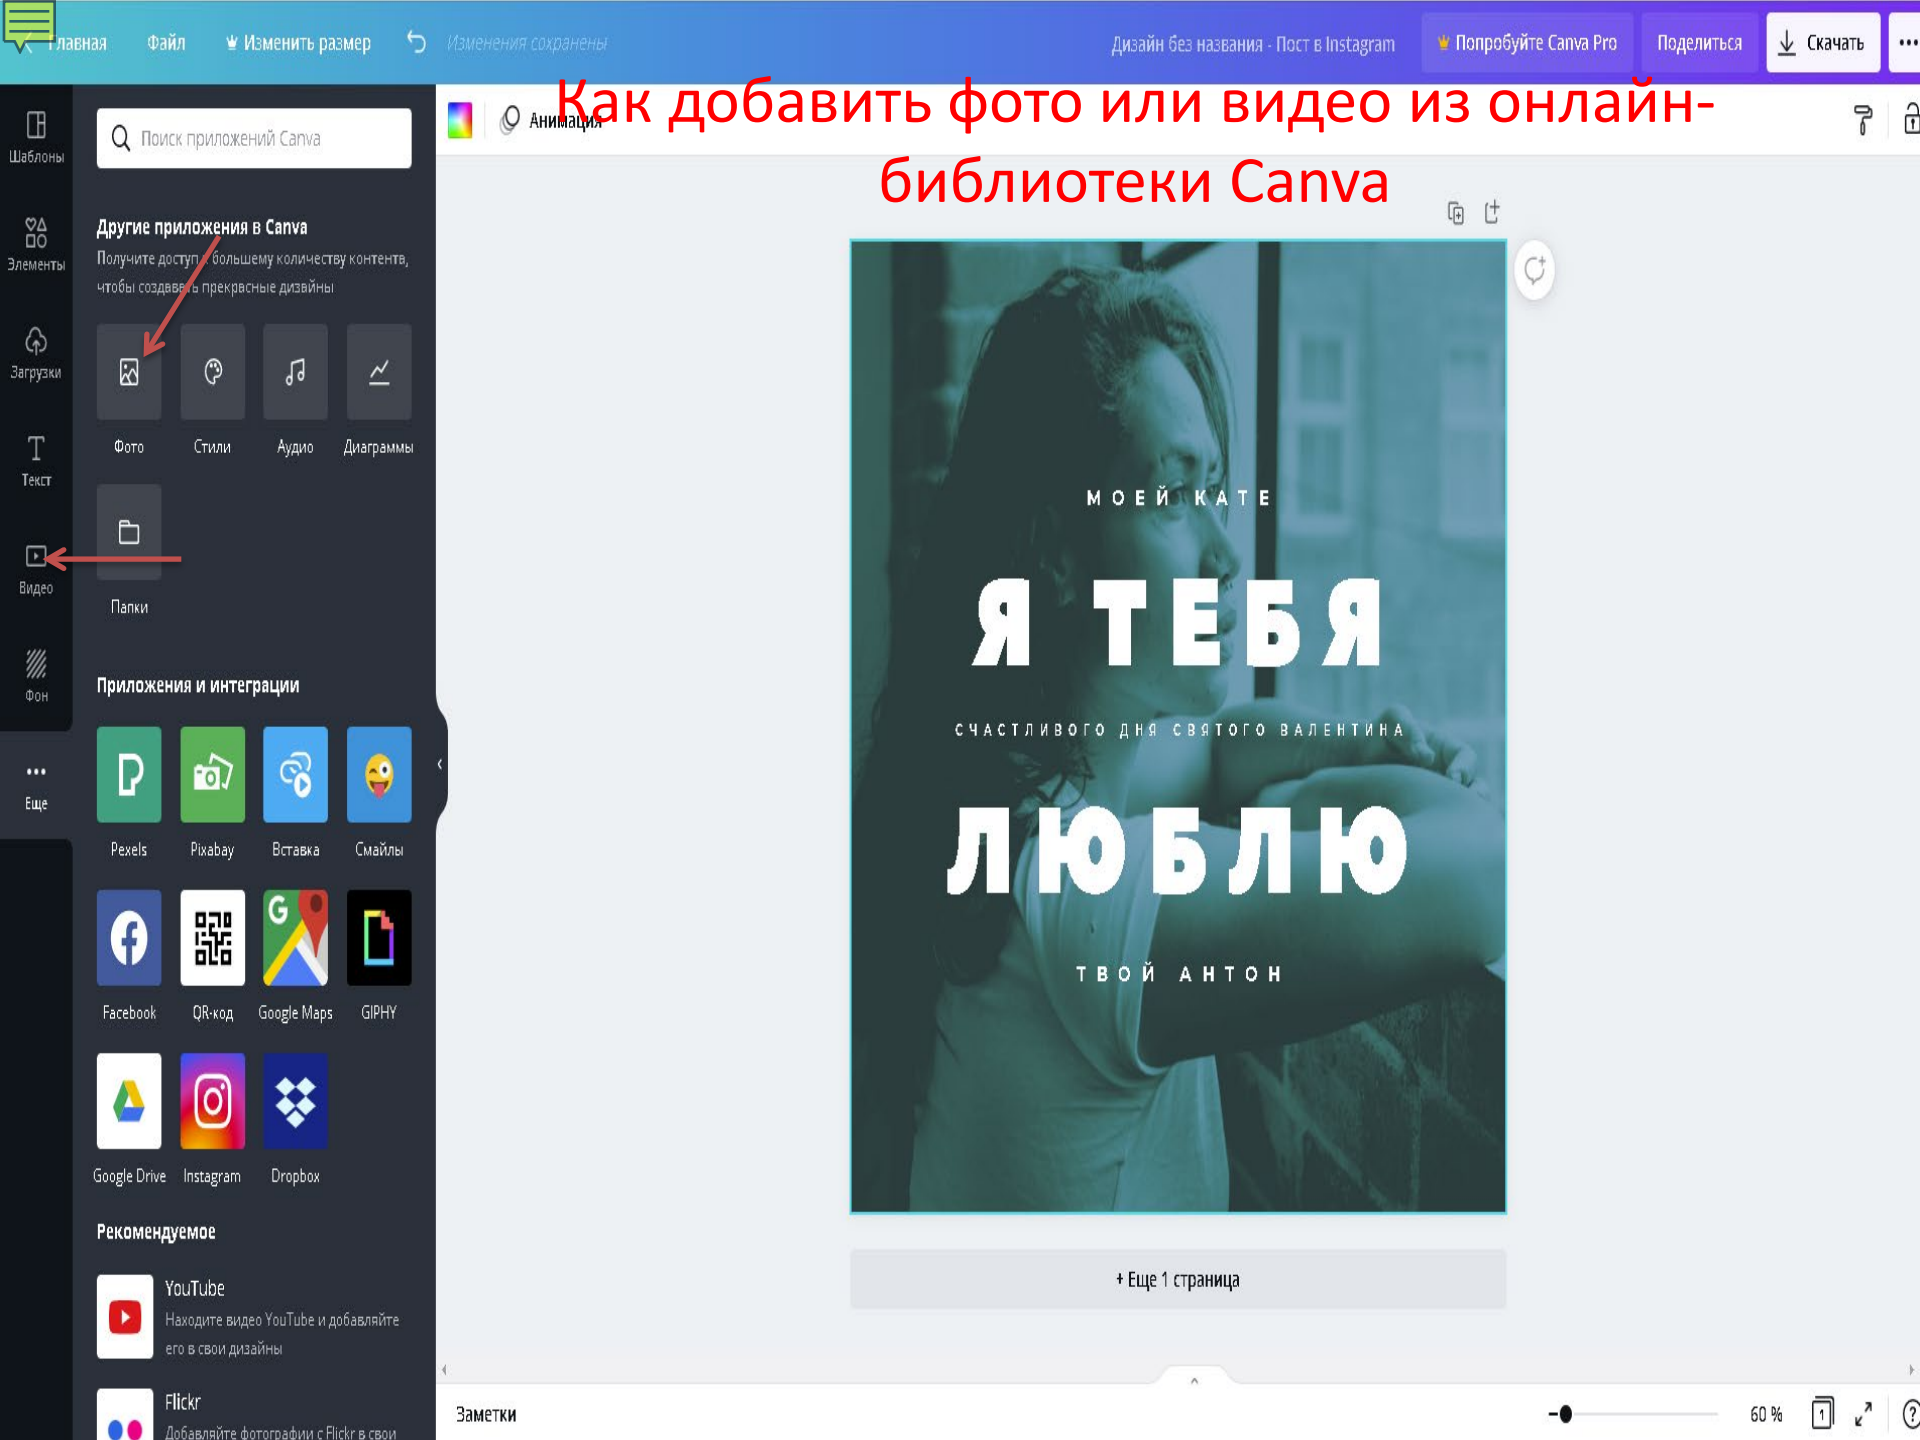 Главная
Файл
Изменить размер
Изменения сохранены
Дизайн без названия - Пост в Instagram
Попробуйте Canva Pro
Поделиться
Скачать
Как добавить фото или видео из онлайн-
библиотеки Canva
Анимация
Шаблоны
Элементы
Загрузки
Текст
Видео
Фон
Еще
Поиск приложений Canva
Другие приложения в Canva
Получите доступ к большему количеству контента,
чтобы создавать прекрасные дизайны
Фото
Стили
Аудио
Диаграммы
Папки
Приложения и интеграции
Pexels
Pixabay
Вставка
Смайлы
Facebook
QR-код
Google Maps
GIPHY
Google Drive
Instagram
Dropbox
Рекомендуемое
YouTube
Находите видео YouTube и добавляйте
его в свои дизайны
Flickr
Добавляйте фотографии с Flickr в свои
МОЕЙ КАТЕ
Я ТЕБЯ
СЧАСТЛИВОГО ДНЯ СВЯТОГО ВАЛЕНТИНА
ЛЮБЛЮ
ТВОЙ АНТОН
+ Еще 1 страница
Заметки
60 %
1